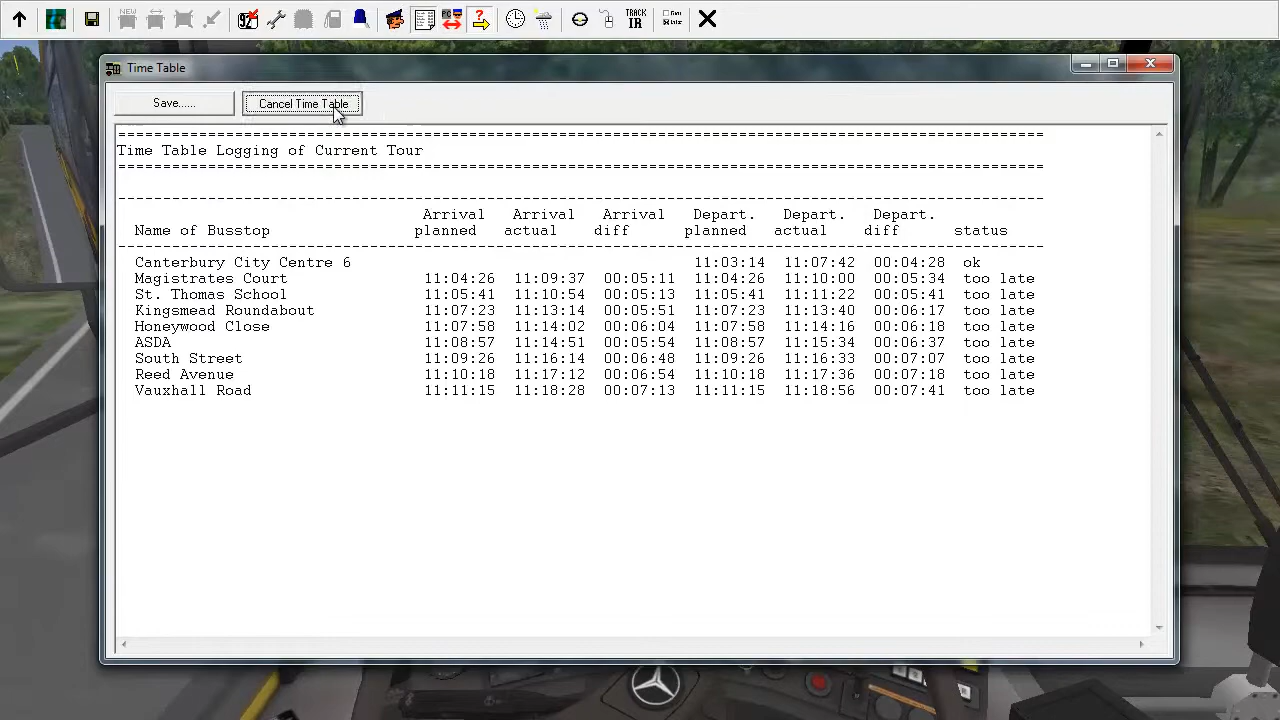 NEW
TRACK
IR
Time Table
Save......
Cancel Time Table
Time Table Logging of Current Tour
Arrival Arrival Arrival Depart. Depart. Depart.
Name of Busstop planned actual diff planned actual diff status
Canterbury City Centre 6 11:03:14 11:07:42 00:04:28 ok
Magistrates Court 11:04:26 11:09:37 00:05:11 11:04:26 11:10:00 00:05:34 too late
St. Thomas School 11:05:41 11:10:54 00:05:13 11:05:41 11:11:22 00:05:41 too late
Kingsmead Roundabout 11:07:23 11:13:14 00:05:51 11:07:23 11:13:40 00:06:17 too late
Honeywood Close 11:07:58 11:14:02 00:06:04 11:07:58 11:14:16 00:06:18 too late
ASDA 11:08:57 11:14:51 00:05:54 11:08:57 11:15:34 00:06:37 too late
South Street 11:09:26 11:16:14 00:06:48 11:09:26 11:16:33 00:07:07 too late
Reed Avenue 11:10:18 11:17:12 00:06:54 11:10:18 11:17:36 00:07:18 too late
Vauxhall Road 11:11:15 11:18:28 00:07:13 11:11:15 11:18:56 00:07:41 too late